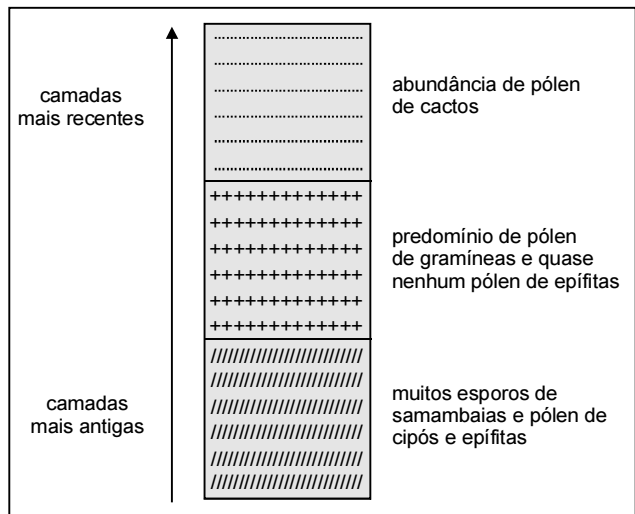 camadas
mais recentes
abundância de pólen
de cactos
predomínio de pólen
de gramíneas e quase
nenhum pólen de epífitas
camadas
mais antigas
muitos esporos de
samambaias e pólen de
cipós e epífitas